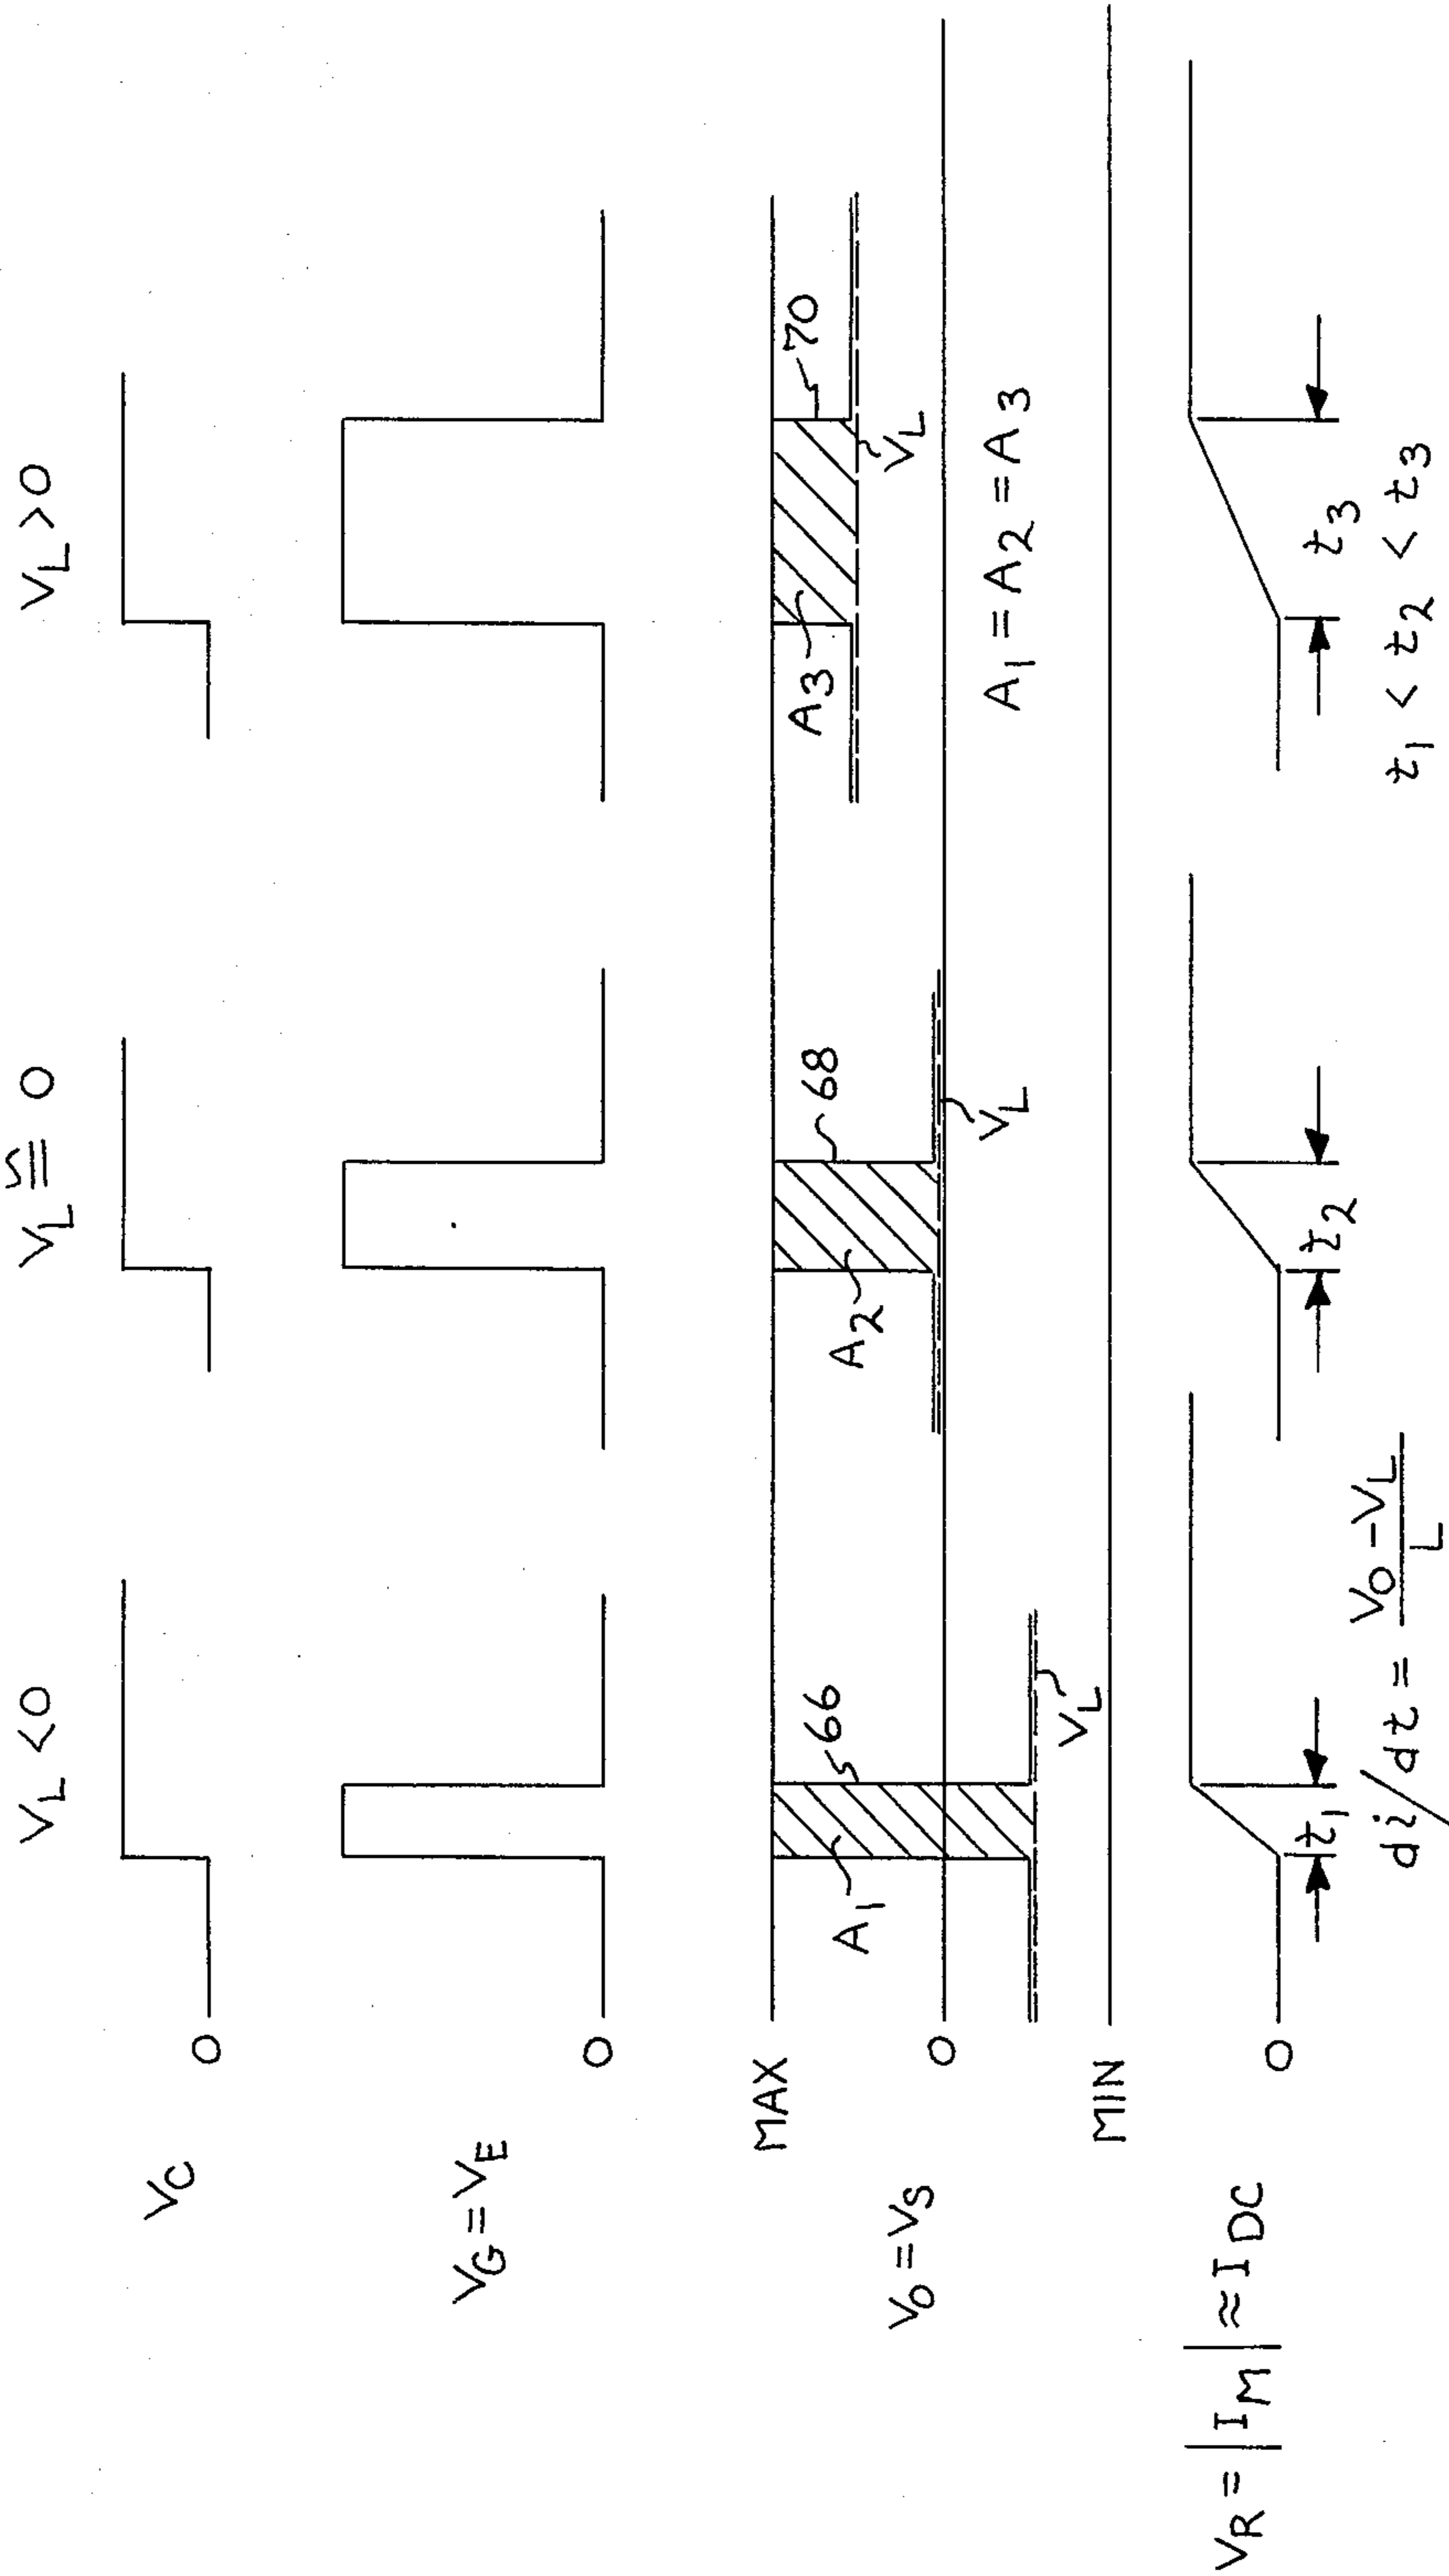 V_L < 0
V_L ≅ 0
V_L > 0
V_C
0
V_G = V_E
0
V_O = V_S
MAX
0
MIN
A_1
66
V_L
A_2
68
V_L
A_3
70
V_L
A_1 = A_2 = A_3
V_R = |I_M| ≈ I_DC
0
t_1
t_2
t_3
di/dt = V_O - V_L / L
t_1 < t_2 < t_3